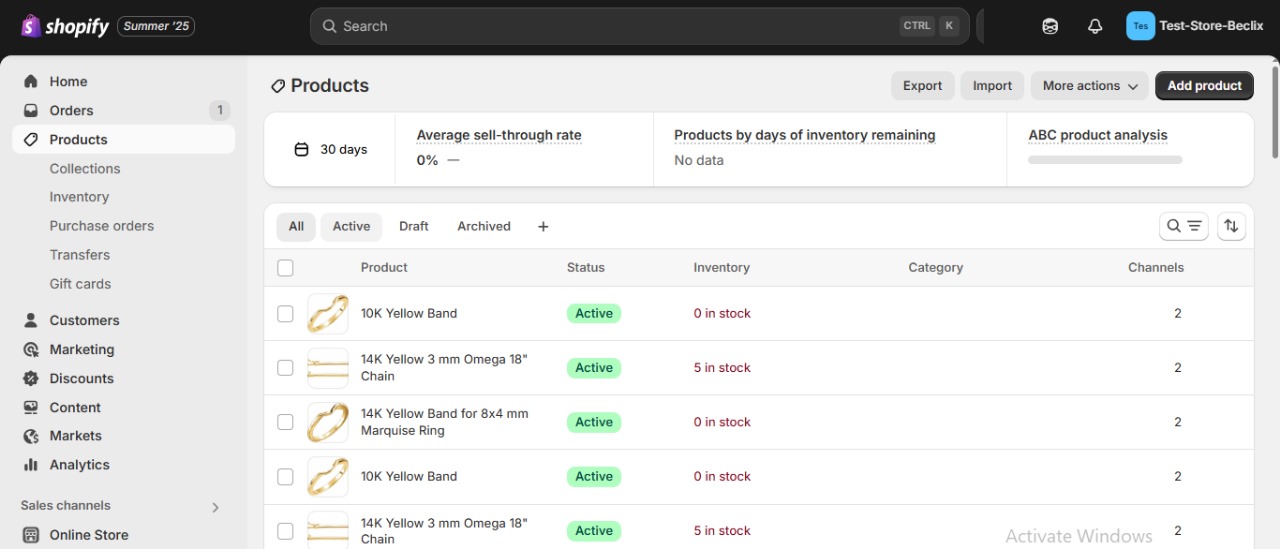 shopify Summer '25 Search CTRL K Tes Test-Store-Beclix
Home
Orders 1
Products
Collections
Inventory
Purchase orders
Transfers
Gift cards
Customers
Marketing
Discounts
Content
Markets
Analytics
Sales channels
Online Store
Products Export Import More actions Add product
30 days
Average sell-through rate
0% —
Products by days of inventory remaining
No data
ABC product analysis
All Active Draft Archived +
Product Status Inventory Category Channels
10K Yellow Band Active 0 in stock 2
14K Yellow 3 mm Omega 18"
Chain
Active 5 in stock 2
14K Yellow Band for 8x4 mm
Marquise Ring
Active 0 in stock 2
10K Yellow Band Active 0 in stock 2
14K Yellow 3 mm Omega 18"
Chain
Active 5 in stock 2
Activate Windows